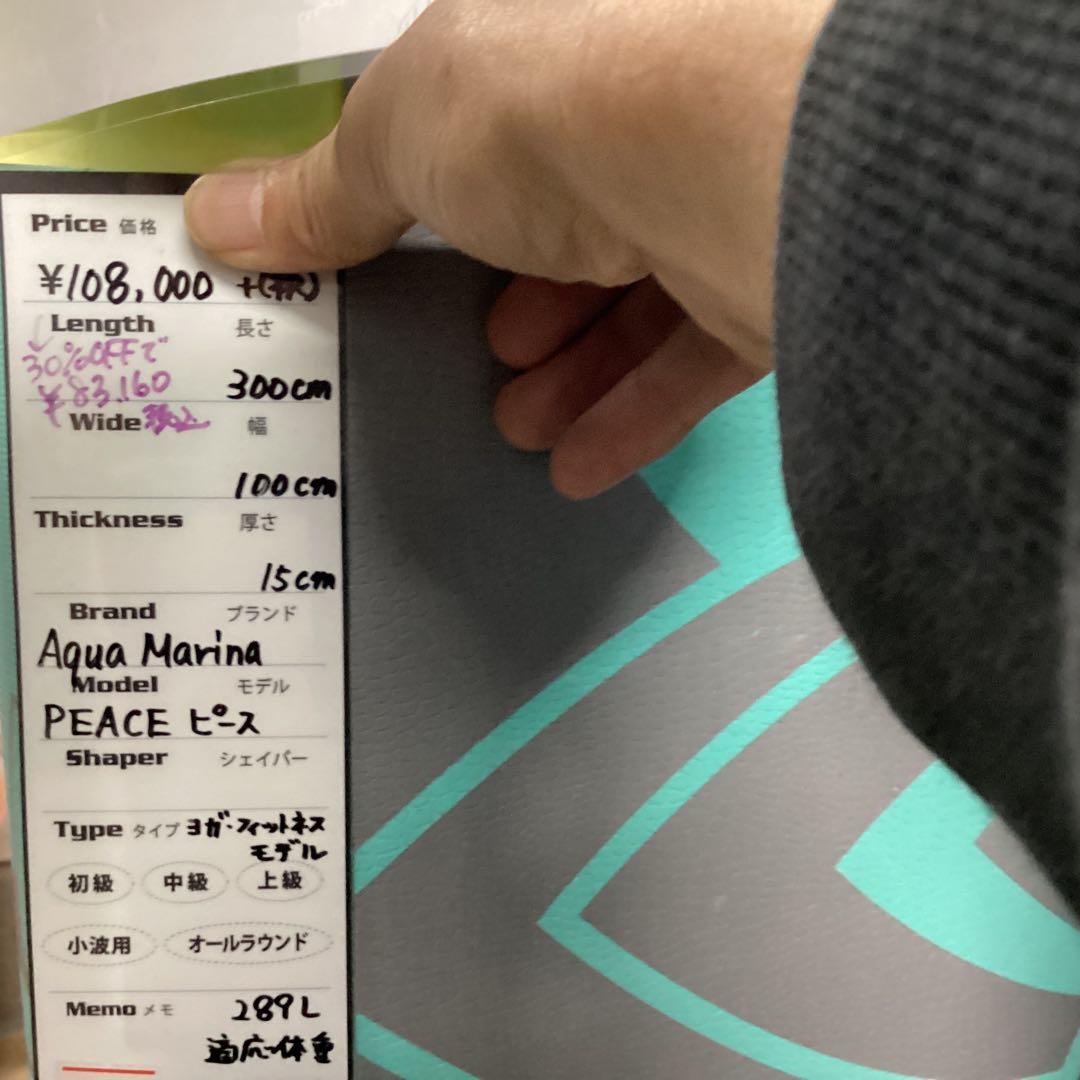 Price 価格
¥108,000 +(税)
Length 長さ
30%OFFで
¥83.160
300cm
Wide 税込 幅
100cm
Thickness 厚さ
15cm
Brand ブランド
Aqua Marina
Model モデル
PEACE ピース
Shaper シェイパー
Type タイプ ヨガ・フィットネス
モデル
初級 中級 上級
小波用 オールラウンド
Memo メモ 289L
適応体重